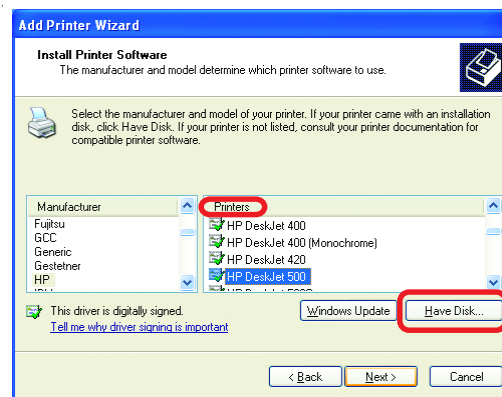 Add Printer Wizard
Install Printer Software
The manufacturer and model determine which printer software to use.
Select the manufacturer and model of your printer. If your printer came with an installation
disk, click Have Disk. If your printer is not listed, consult your printer documentation for
compatible printer software.
Manufacturer
Fujitsu
GCC
Generic
Gestetner
HP
Printers
HP DeskJet 400
HP DeskJet 400 (Monochrome)
HP DeskJet 420
HP DeskJet 500
This driver is digitally signed.
Tell me why driver signing is important
Windows Update
Have Disk...
< Back
Next >
Cancel